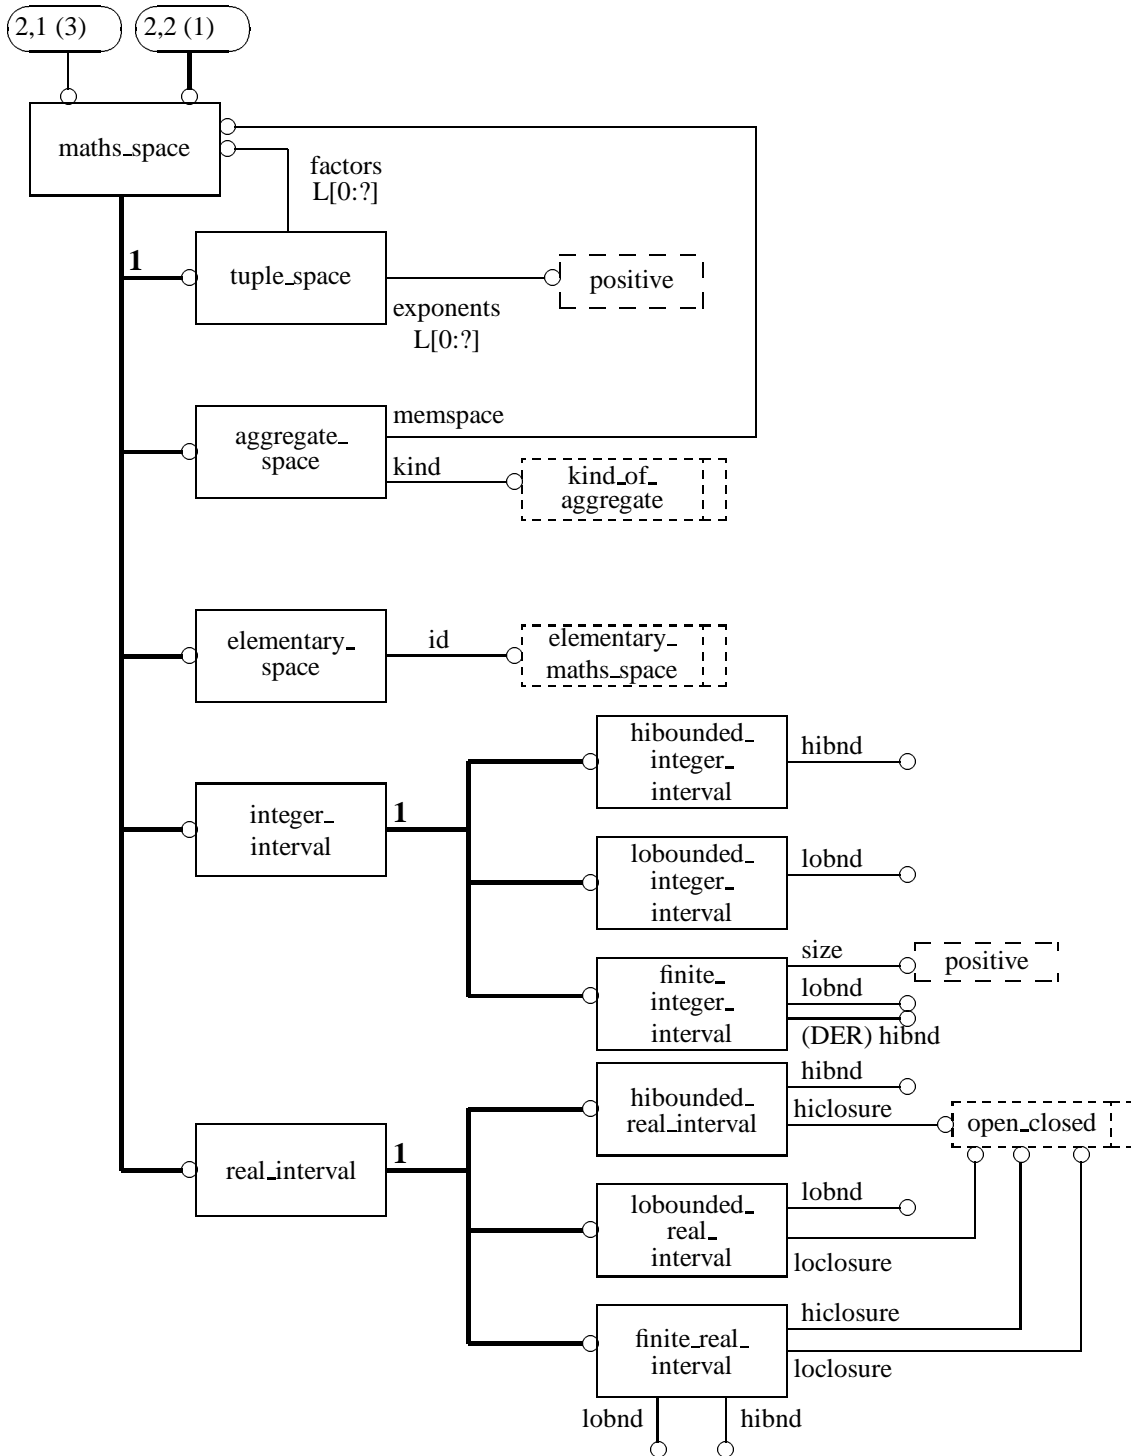 2,1 (3)
2,2 (1)
maths_space
factors
L[0:?]
1
tuple_space
positive
exponents
L[0:?]
memspace
aggregate_
space
kind
kind_of_
aggregate
elementary_
space
id
elementary_
maths_space
hibounded_
integer_
interval
hibnd
integer_
interval
1
lobounded_
integer_
interval
lobnd
finite_
integer_
interval
size
positive
lobnd
(DER) hibnd
hibounded_
real_interval
hibnd
hiclosure
open_closed
real_interval
1
lobounded_
real_
interval
lobnd
loclosure
finite_real_
interval
hiclosure
loclosure
lobnd
hibnd